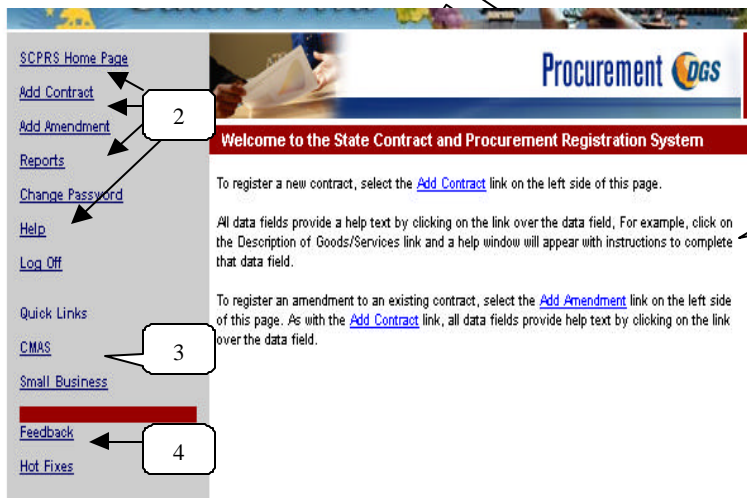 SCPRS Home Page
Add Contract
Add Amendment
Reports
Change Password
Help
Log Off
Quick Links
CMAS
Small Business
Feedback
Hot Fixes
2
3
4
Procurement DGS
Welcome to the State Contract and Procurement Registration System
To register a new contract, select the Add Contract link on the left side of this page.
All data fields provide a help text by clicking on the link over the data field, For example, click on
the Description of Goods/Services link and a help window will appear with instructions to complete
that data field.
To register an amendment to an existing contract, select the Add Amendment link on the left side
of this page. As with the Add Contract link, all data fields provide help text by clicking on the link
over the data field.